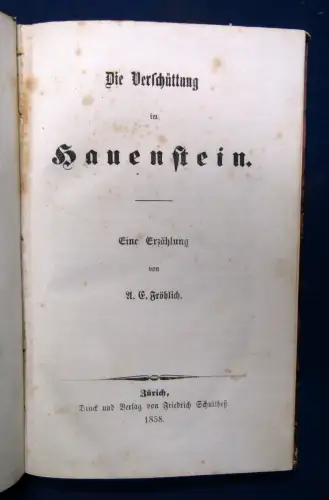 Die Verschüttung
im
Hauenstein.
Eine Erzählung
von
A. E. Fröhlich.
Zürich,
Druck und Verlag von Friedrich Schultheß
1858.